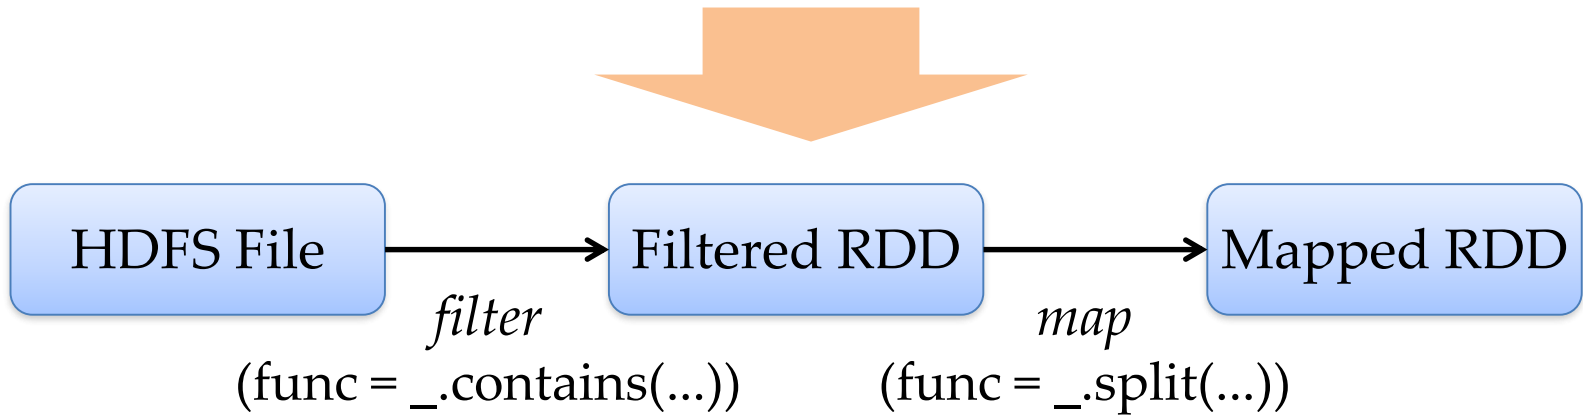 HDFS File
Filtered RDD
Mapped RDD
filter
map
(func = _.contains(...))
(func = _.split(...))